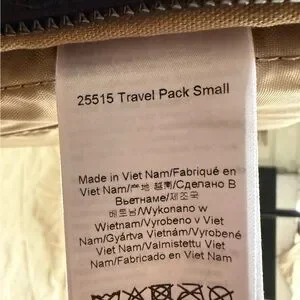 25515 Travel Pack Small
Made in Viet Nam/Fabriqué en
Viet Nam/产地 越南/Сделано В
Вьетнаме/제조국
베트남/Wykonano w
Wietnam/Vyrobeno v Viet
Nam/Gyártva Vietnám/Vyrobené
Viet Nam/Valmistettu Viet
Nam/Fabricado en Viet Nam